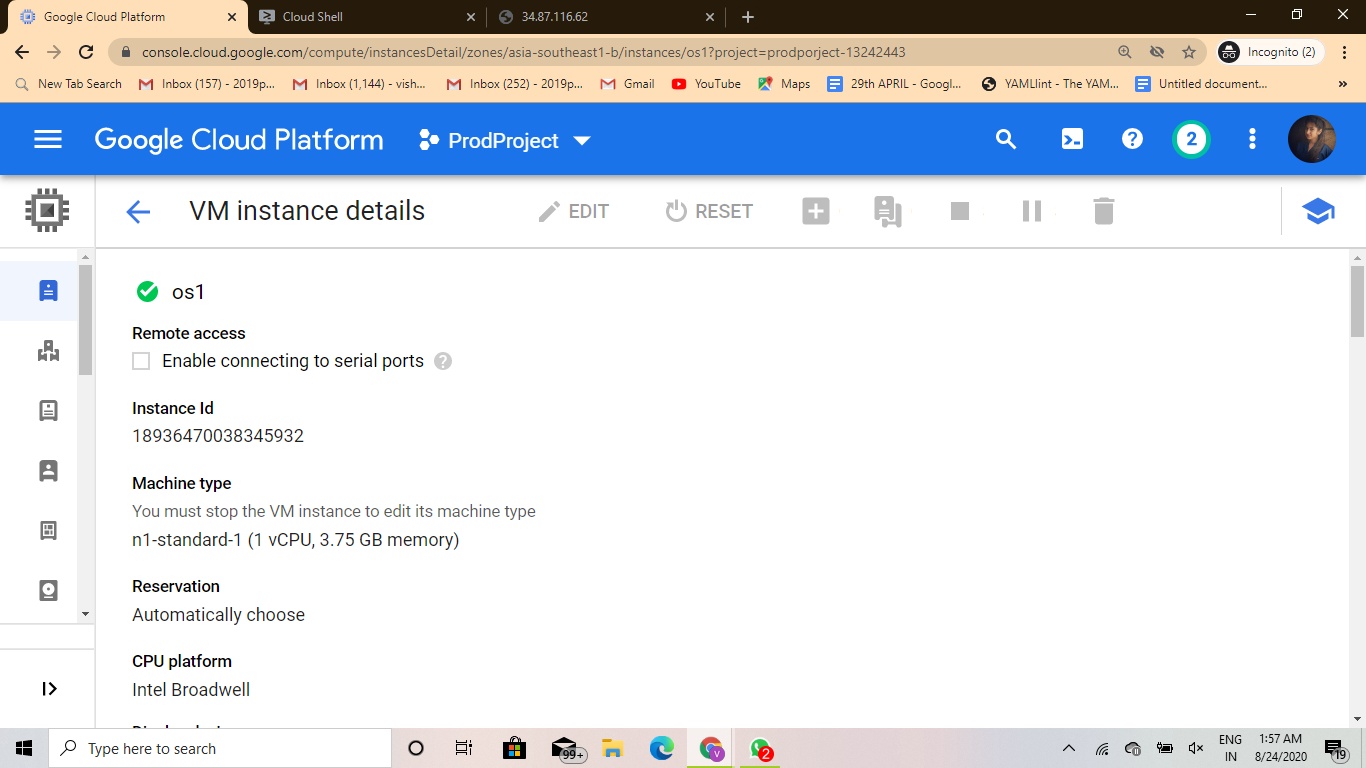 Google Cloud Platform
Cloud Shell
34.87.116.62
console.cloud.google.com/compute/instancesDetail/zones/asia-southeast1-b/instances/os1?project=prodporject-13242443
Incognito (2)
New Tab Search
Inbox (157) - 2019p...
Inbox (1,144) - vish...
Inbox (252) - 2019p...
Gmail
YouTube
Maps
29th APRIL - Googl...
YAMLlint - The YAM...
Untitled document...
»
Google Cloud Platform
ProdProject
2
VM instance details
EDIT
RESET
os1
Remote access
Enable connecting to serial ports
Instance Id
18936470038345932
Machine type
You must stop the VM instance to edit its machine type
n1-standard-1 (1 vCPU, 3.75 GB memory)
Reservation
Automatically choose
CPU platform
Intel Broadwell
Type here to search
99+
V
2
ENG
IN
1:57 AM
8/24/2020
19